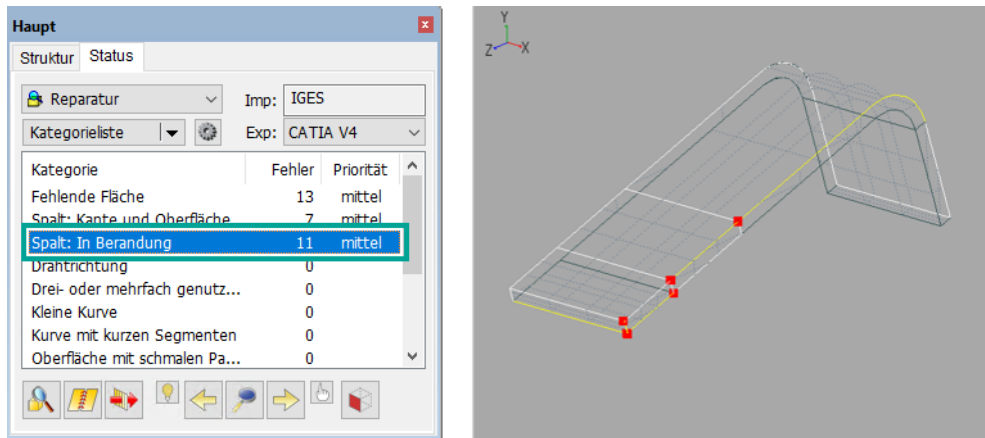 Haupt
Struktur Status
Reparatur Imp: IGES
Kategorieliste Exp: CATIA V4
Kategorie Fehler Priorität
Fehlende Fläche 13 mittel
Spalt: Kante und Oberfläche 7 mittel
Spalt: In Berandung 11 mittel
Drahtrichtung 0
Drei- oder mehrfach genutz... 0
Kleine Kurve 0
Kurve mit kurzen Segmenten 0
Oberfläche mit schmalen Pa... 0
Y
Z X